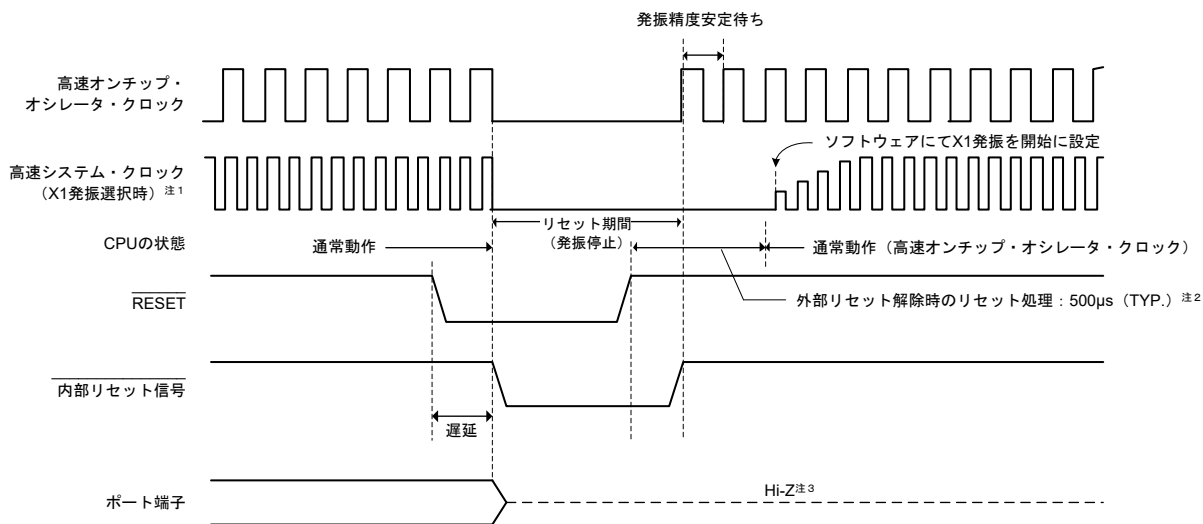 発振精度安定待ち
高速オンチップ・
オシレータ・クロック
ソフトウェアにてX1発振を開始に設定
高速システム・クロック
（X1発振選択時）注1
リセット期間
（発振停止）
CPUの状態
通常動作
通常動作（高速オンチップ・オシレータ・クロック）
RESET
外部リセット解除時のリセット処理：500µs（TYP.）注2
内部リセット信号
遅延
ポート端子
Hi-Z注3